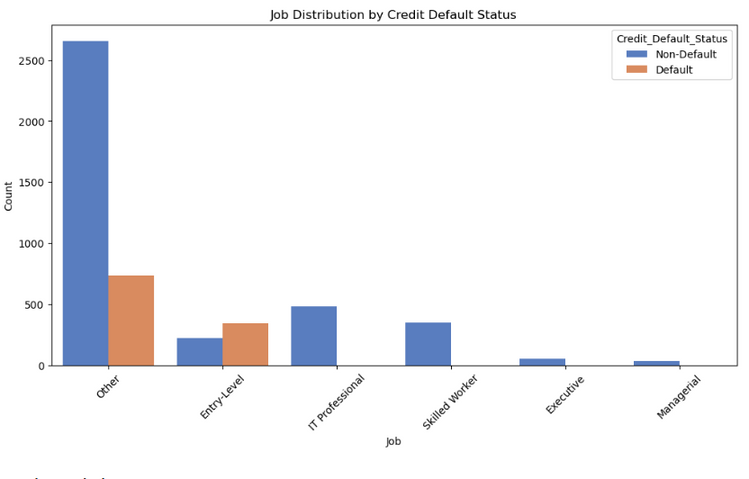 Job Distribution by Credit Default Status
Credit_Default_Status
Non-Default
Default
2500
2000
1500
1000
500
0
Count
Other
Entry-Level
IT Professional
Skilled Worker
Executive
Managerial
Job